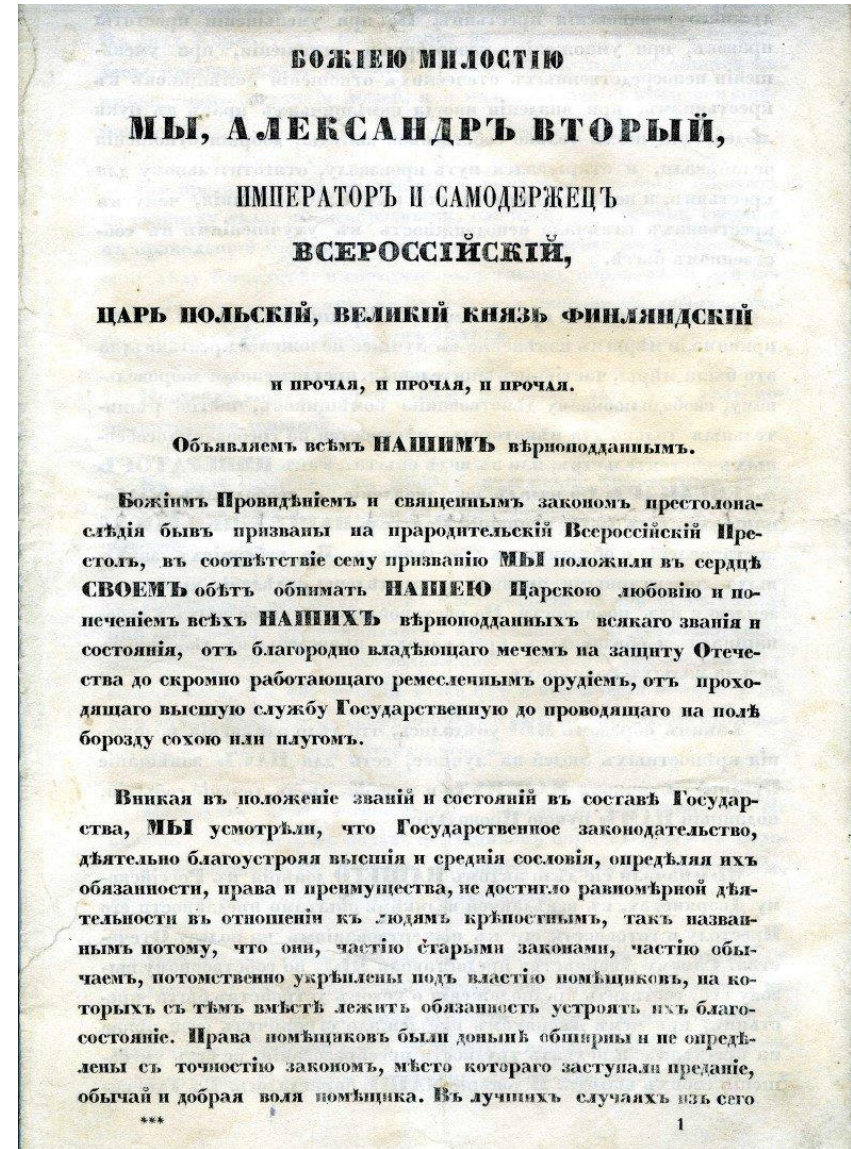 БОЖІЕЮ МИЛОСТІЮ
МЫ, АЛЕКСАНДРЪ ВТОРЫЙ,
ИМПЕРАТОРЪ И САМОДЕРЖЕЦЪ
ВСЕРОССІЙСКІЙ,
ЦАРЬ ПОЛЬСКІЙ, ВЕЛИКІЙ КНЯЗЬ ФИНЛЯНДСКІЙ
И ПРОЧАЯ, И ПРОЧАЯ, И ПРОЧАЯ.
Объявляемъ всѣмъ НАШИМЪ вѣрноподданнымъ.
Божіимъ Провидѣніемъ и священнымъ закономъ престолона-
слѣдія бывъ призваны на прародительскій Всероссійскій Пре-
столъ, въ соотвѣтствіе сему призванію МЫ положили въ сердцѣ
СВОЕМЪ обѣтъ обнимать НАШЕЮ Царскою любовію и по-
печеніемъ всѣхъ НАШИХЪ вѣрноподданныхъ всякаго званія и
состоянія, отъ благородно владѣющаго мечемъ на защиту Отече-
ства до скромно работающаго ремесленнымъ орудіемъ, отъ прохо-
дящаго высшую службу Государственную до проводящаго на полѣ
борозду сохою или плугомъ.
Вникая въ положеніе званій и состояній въ составѣ Государ-
ства, МЫ усмотрѣли, что Государственное законодательство,
дѣятельно благоустрояя высшія и среднія сословія, опредѣляя ихъ
обязанности, права и преимущества, не достигло равномѣрной дѣя-
тельности въ отношеніи къ людямъ крѣпостнымъ, такъ назван-
нымъ потому, что они, частію старыми законами, частію обы-
чаемъ, потомственно укрѣплены подъ властію помѣщиковъ, на ко-
торыхъ съ тѣмъ вмѣстѣ лежитъ обязанность устроять ихъ благо-
состояніе. Права помѣщиковъ были донынѣ обширны и не опредѣ-
лены съ точностію закономъ, мѣсто котораго заступали преданіе,
обычай и добрая воля помѣщика. Въ лучшихъ случаяхъ изъ сего
*** 1